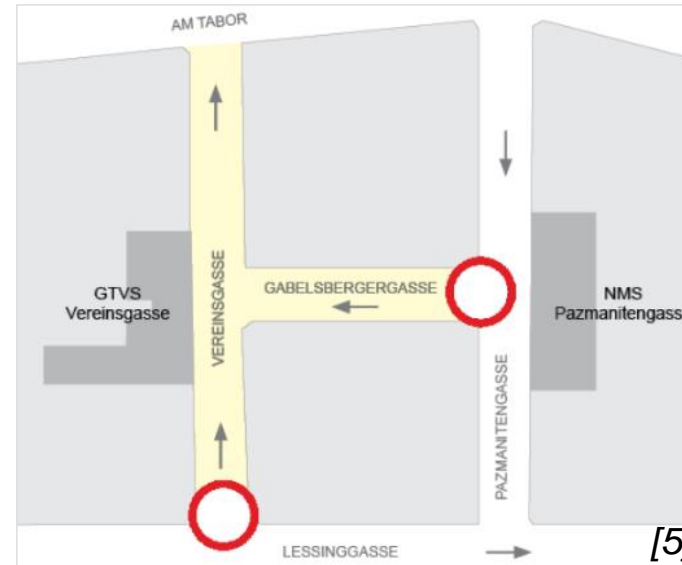 AM TABOR
VEREINSGASSE
GTVS
Vereinsgasse
GABELSBERGERGASSE
NMS
Pazmanitengass
PAZMANITENGASSE
LESSINGGASSE
[5]